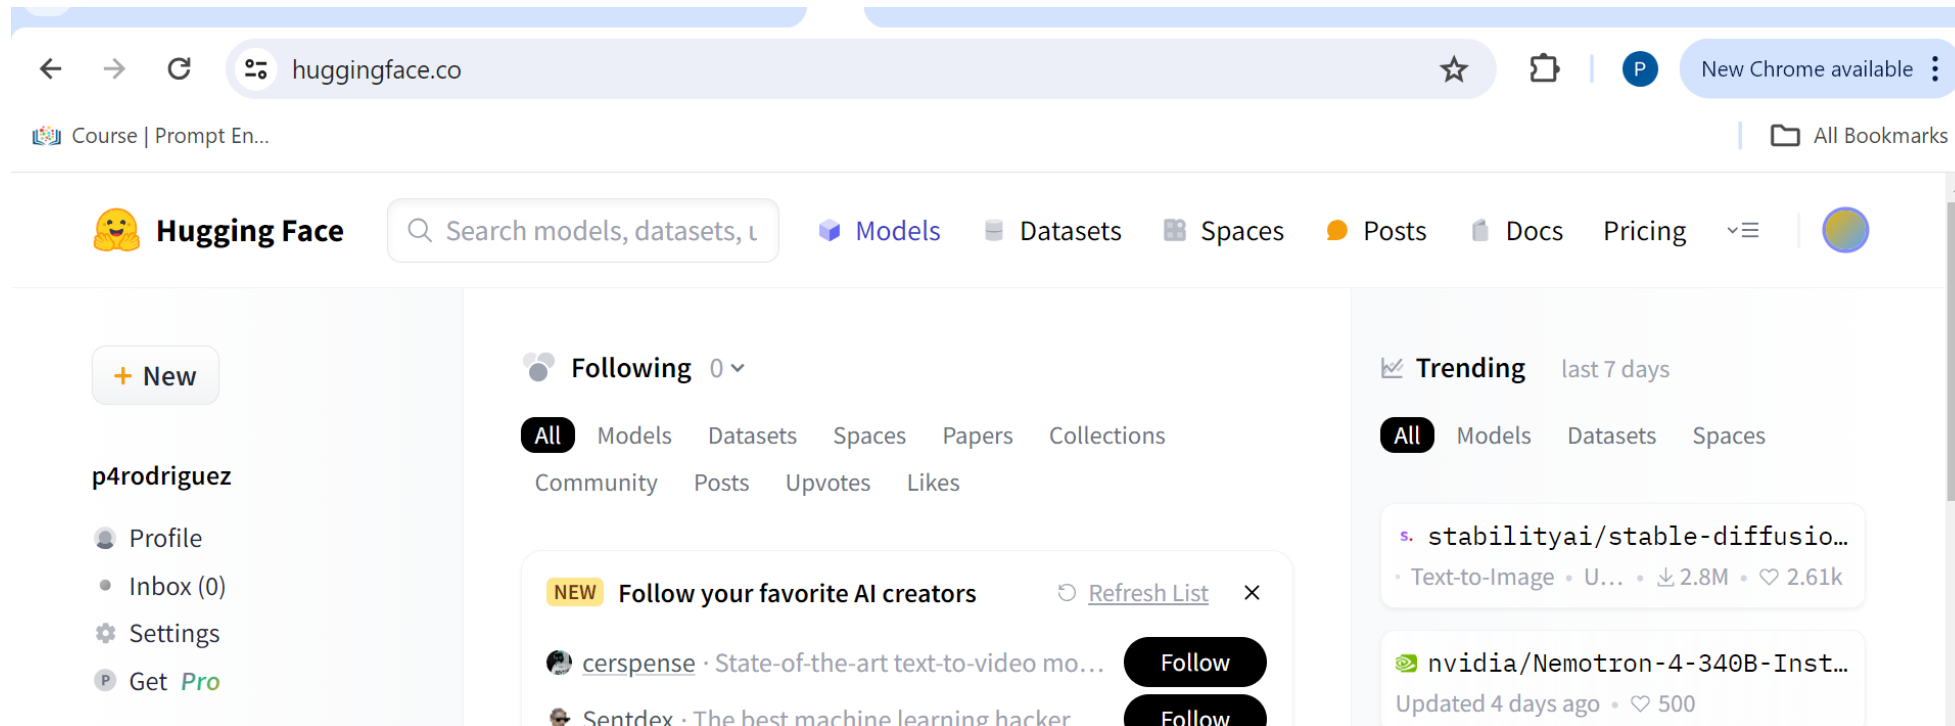 huggingface.co
P
New Chrome available
Course | Prompt En...
All Bookmarks
Hugging Face
Search models, datasets, u
Models
Datasets
Spaces
Posts
Docs
Pricing
+ New
p4rodriguez
Profile
Inbox (0)
Settings
P Get Pro
Following 0
All Models Datasets Spaces Papers Collections
Community Posts Upvotes Likes
NEW Follow your favorite AI creators Refresh List
cerspense · State-of-the-art text-to-video mo... Follow
Sentdex · The best machine learning hacker Follow
Trending last 7 days
All Models Datasets Spaces
s. stabilityai/stable-diffusio...
Text-to-Image • U... • 2.8M • 2.61k
nvidia/Nemotron-4-340B-Inst...
Updated 4 days ago • 500